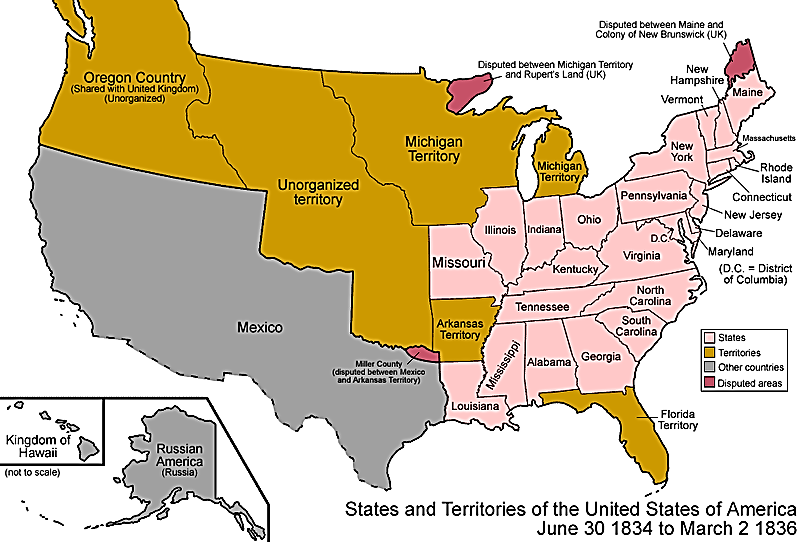 Disputed between Maine and
Colony of New Brunswick (UK)
Disputed between Michigan Territory
and Rupert's Land (UK)
Oregon Country
(Shared with United Kingdom)
(Unorganized)
New
Hampshire
Vermont
Maine
Michigan
Territory
New
York
Massachusetts
Michigan
Territory
Rhode
Island
Unorganized
territory
Pennsylvania
Connecticut
New Jersey
Illinois
Indiana
Ohio
Delaware
D.C.
Maryland
Missouri
Virginia
Kentucky
(D.C. = District
of Columbia)
North
Carolina
Tennessee
Mexico
Arkansas
Territory
South
Carolina
Mississippi
Alabama
Georgia
States
Territories
Other countries
Disputed areas
Miller County
(disputed between Mexico
and Arkansas Territory)
Louisiana
Florida
Territory
Kingdom of
Hawaii
(not to scale)
Russian
America
(Russia)
States and Territories of the United States of America
June 30 1834 to March 2 1836